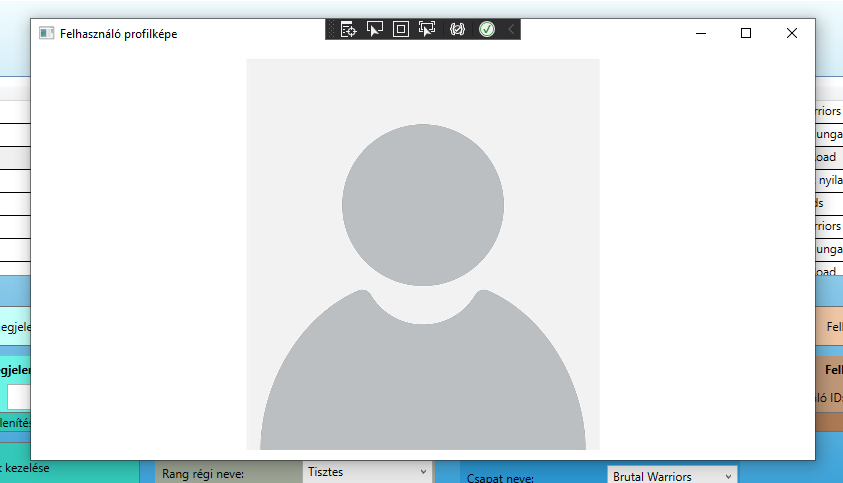 Felhasználó profilképe
rriors
unga
oad
nyila
ds
rriors
unga
oad
egjele
Fel
gjeler
Fell
ló ID:
lenítés
k kezelése
Rang régi neve:
Tisztes
Csapat neve:
Brutal Warriors